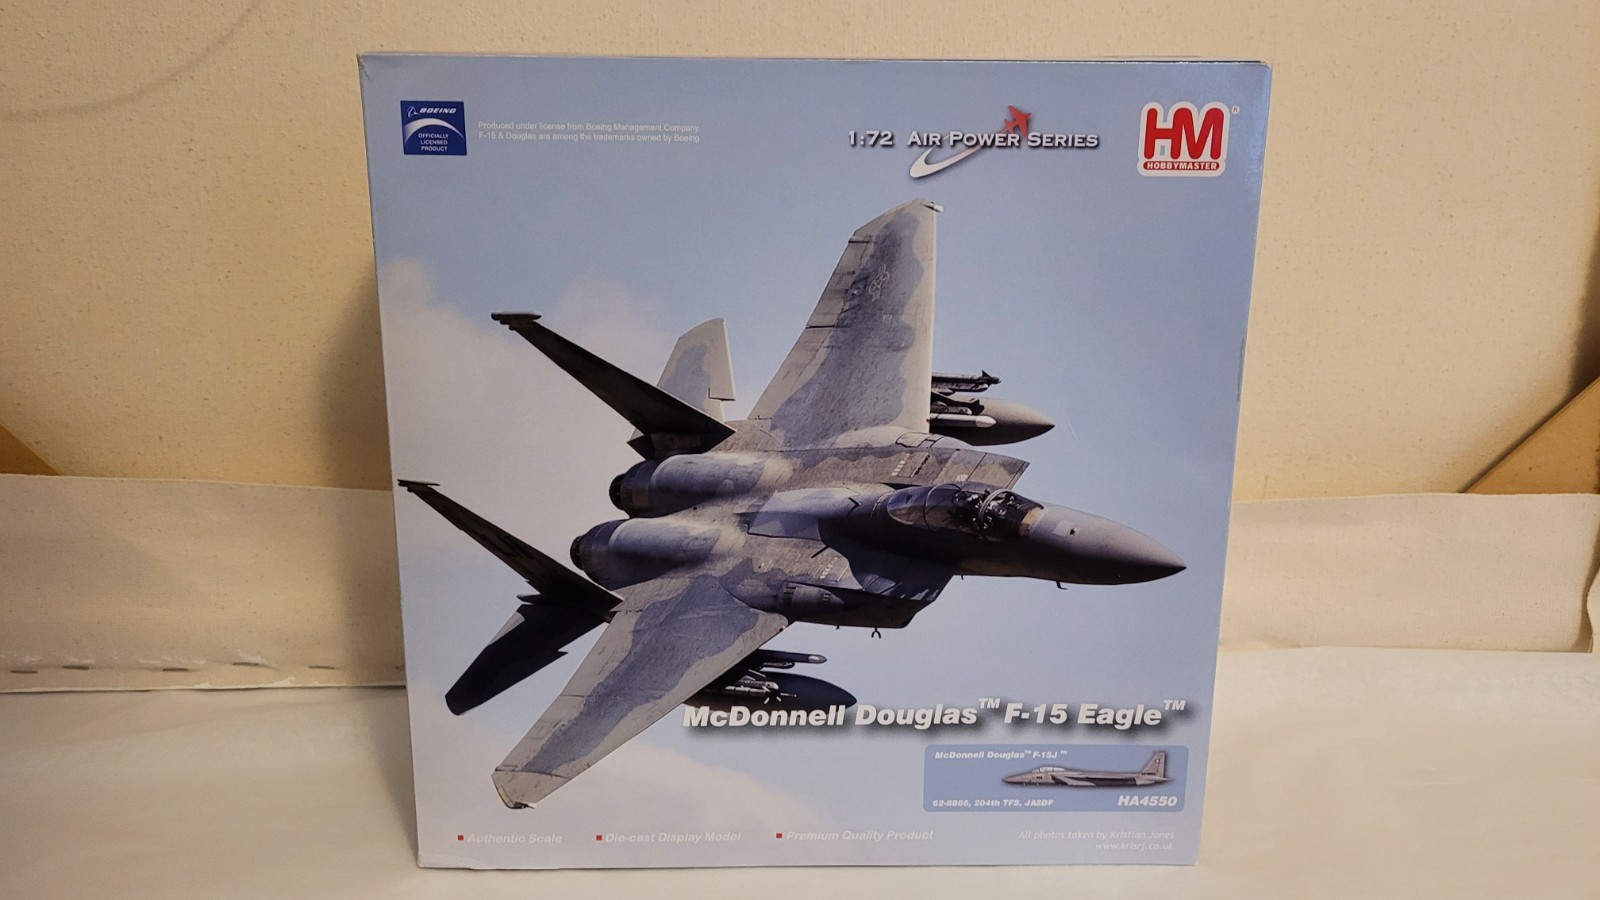 BOEING
OFFICIALLY
LICENSED
PRODUCT
Produced under license from Boeing Management Company.
F-15 & Douglas are among the trademarks owned by Boeing.
1:72 AIR POWER SERIES
HM
HOBBYMASTER
McDonnell Douglas™ F-15 Eagle™
McDonnell Douglas™ F-15J™
62-8866, 204th TFS, JASDF
HA4550
Authentic Scale
Die-cast Display Model
Premium Quality Product
All photos taken by Kristian Jones
www.krisrj.co.uk